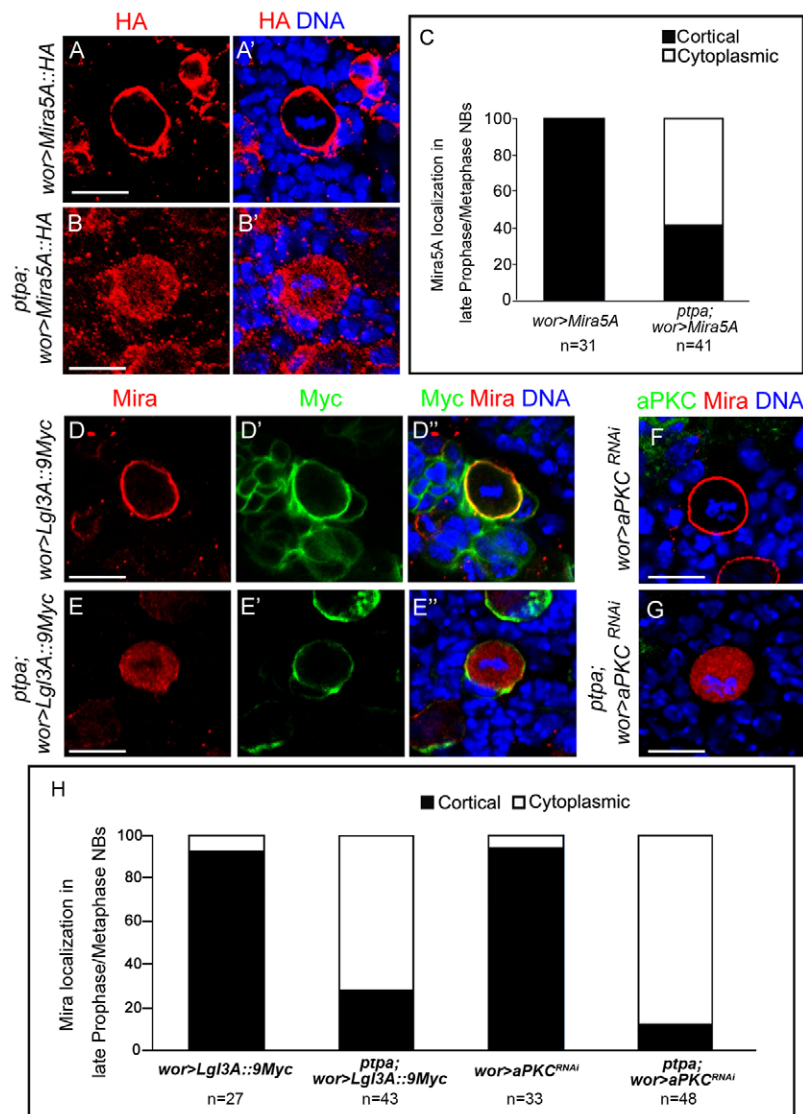 HA
HA DNA
A
A'
wor>Mira5A::HA
B
B'
ptpa;
wor>Mira5A::HA
C
Cortical
Cytoplasmic
Mira5A localization in
late Prophase/Metaphase NBs
100
80
60
40
20
0
wor>Mira5A
ptpa;
wor>Mira5A
n=31
n=41
Mira
Myc
Myc Mira DNA
aPKC Mira DNA
D
D'
D"
wor>Lgl3A::9Myc
F
wor>aPKC RNAi
E
E'
E"
ptpa;
wor>Lgl3A::9Myc
G
ptpa;
wor>aPKC RNAi
H
Cortical
Cytoplasmic
Mira localization in
late Prophase/Metaphase NBs
100
80
60
40
20
0
wor>Lgl3A::9Myc
ptpa;
wor>Lgl3A::9Myc
wor>aPKCRNAi
ptpa;
wor>aPKCRNAi
n=27
n=43
n=33
n=48